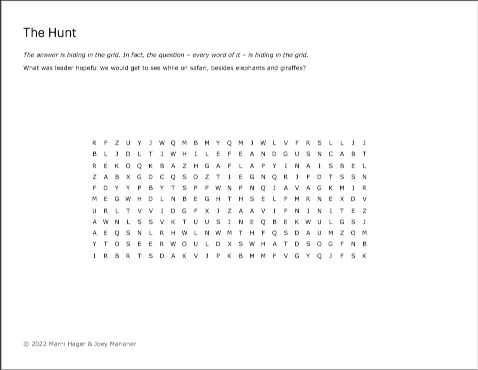 The Hunt
The answer is hiding in the grid. In fact, the question – every word of it – is hiding in the grid.
What was leader hopeful we would get to see while on safari, besides elephants and giraffes?
R F Z U Y J W Q M B M Y Q M J W L V F R S L L I J
B L J D L T I W H I L E F E A N D G U S N C A B T
R E K O Q K B A Z H G A F L A P Y I N A I S B E L
Z A B X G D C Q S O Z T I E G N Q R J F D T S S N
F D Y Y P B Y T S P P W N P N Q J A V A G K M I R
M E G W H D L N B E G H T H S E L F M R N E X D V
U R L T V V I D G F X J Z A A V I F N I N I T E Z
A W N L S S V K T U U S J N E Q B E K W U L G S J
A E Q S N L R H W L N W M T H F Q S D A U M Z O M
Y T O S E E R W O U L D X S W H A T D S O G F N B
I R B R T S D A K V J P K B M M F V G Y Q J F S K
© 2022 Marni Hager & Joey Marianer